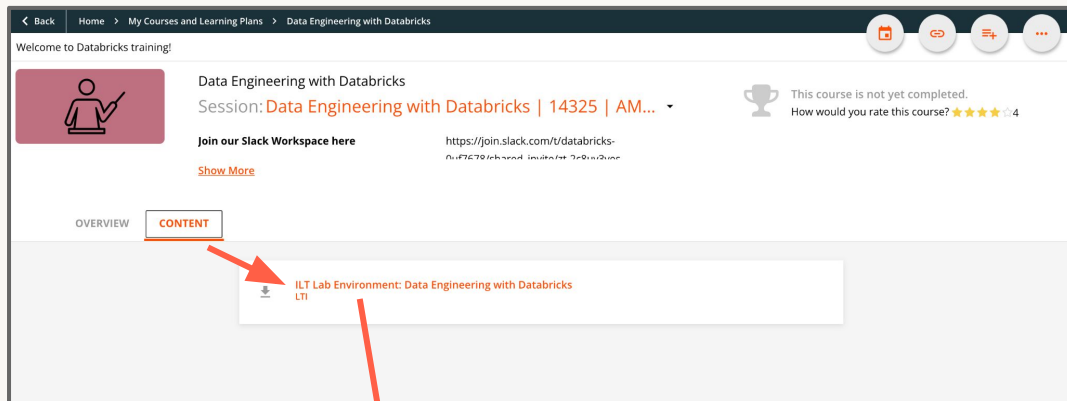 Back Home > My Courses and Learning Plans > Data Engineering with Databricks
Welcome to Databricks training!
Data Engineering with Databricks
Session: Data Engineering with Databricks | 14325 | AM...
This course is not yet completed.
How would you rate this course? 4
Join our Slack Workspace here
https://join.slack.com/t/databricks-
Show More
OVERVIEW CONTENT
ILT Lab Environment: Data Engineering with Databricks
LTI